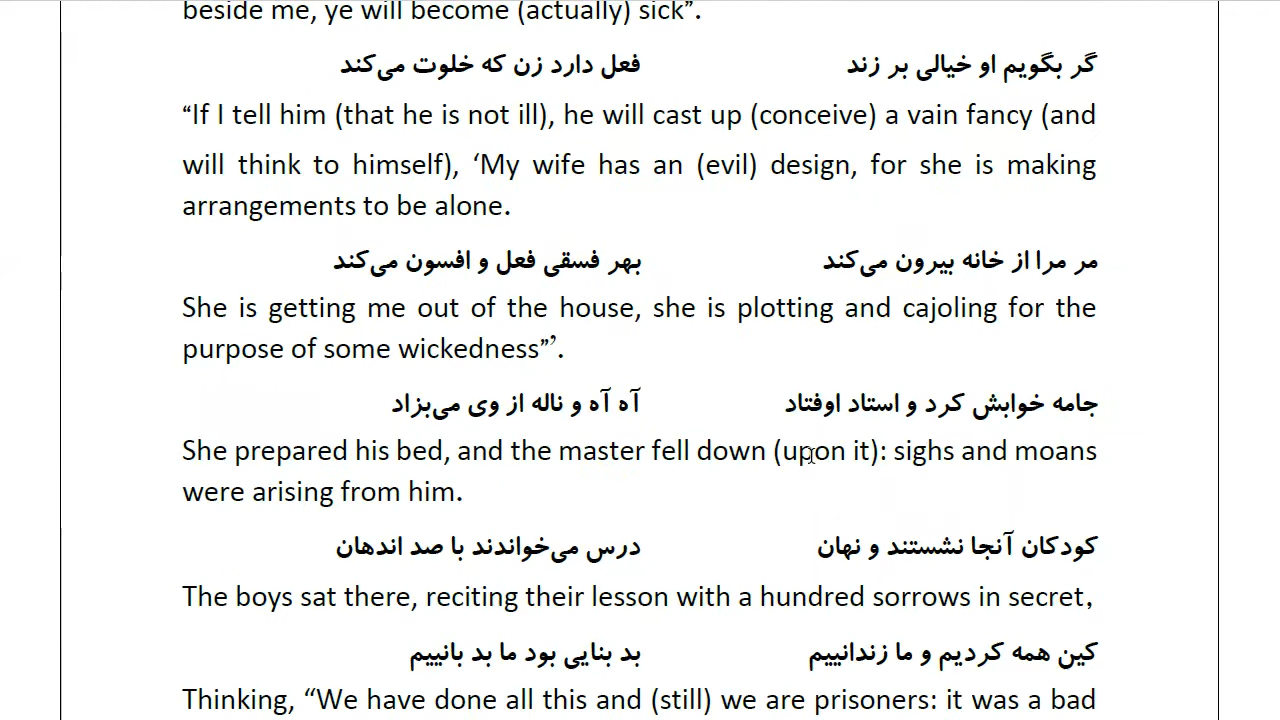 beside me, ye will become (actually) sick”.
گر بگویم او خیالی بر زند فعل دارد زن که خلوت می‌کند
“If I tell him (that he is not ill), he will cast up (conceive) a vain fancy (and
will think to himself), ‘My wife has an (evil) design, for she is making
arrangements to be alone.
مر مرا از خانه بیرون می‌کند بهر فسقی فعل و افسون می‌کند
She is getting me out of the house, she is plotting and cajoling for the
purpose of some wickedness”’.
جامه خوابش کرد و استاد اوفتاد آه آه و ناله از وی می‌بزاد
She prepared his bed, and the master fell down (upon it): sighs and moans
were arising from him.
کودکان آنجا نشستند و نهان درس می‌خواندند با صد اندهان
The boys sat there, reciting their lesson with a hundred sorrows in secret,
کین همه کردیم و ما زندانییم بد بنایی بود ما بد بانییم
Thinking, “We have done all this and (still) we are prisoners: it was a bad